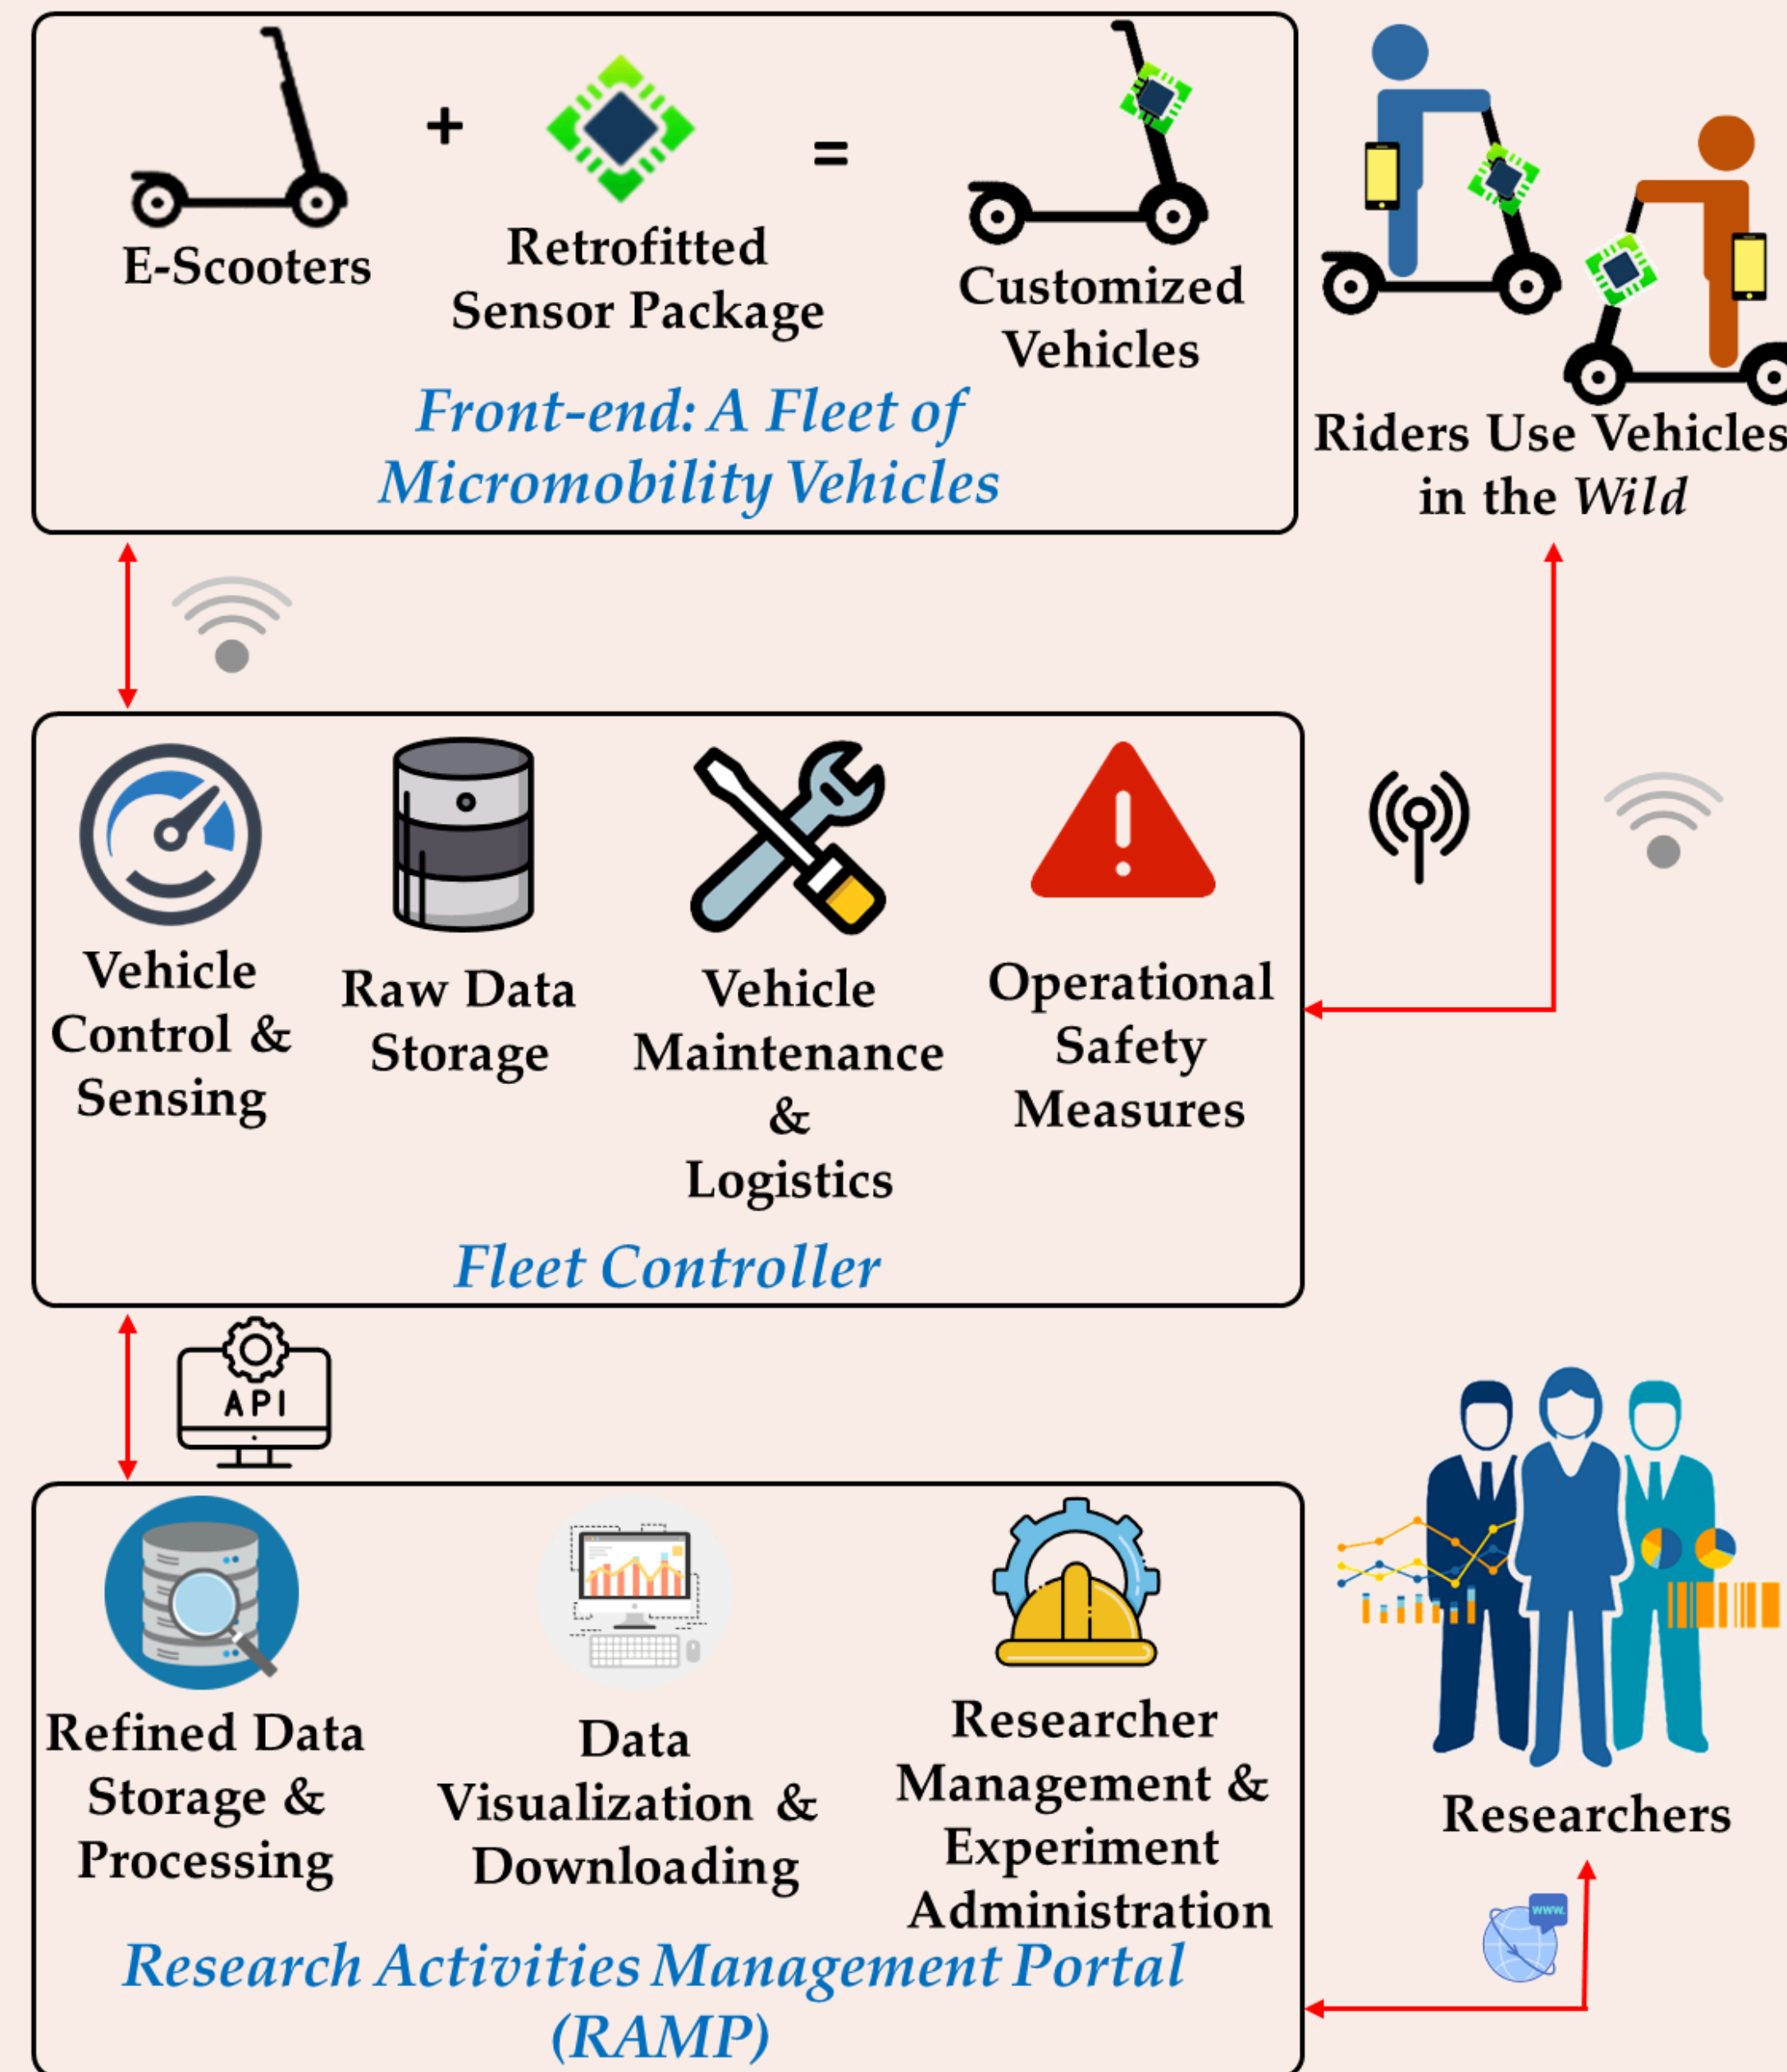 +
=
E-Scooters
Retrofitted
Sensor Package
Customized
Vehicles
Front-end: A Fleet of
Micromobility Vehicles
Riders Use Vehicles
in the Wild
Vehicle
Control &
Sensing
Raw Data
Storage
Vehicle
Maintenance
&
Logistics
Operational
Safety
Measures
Fleet Controller
API
Refined Data
Storage &
Processing
Data
Visualization &
Downloading
Researcher
Management &
Experiment
Administration
Research Activities Management Portal
(RAMP)
Researchers
www.